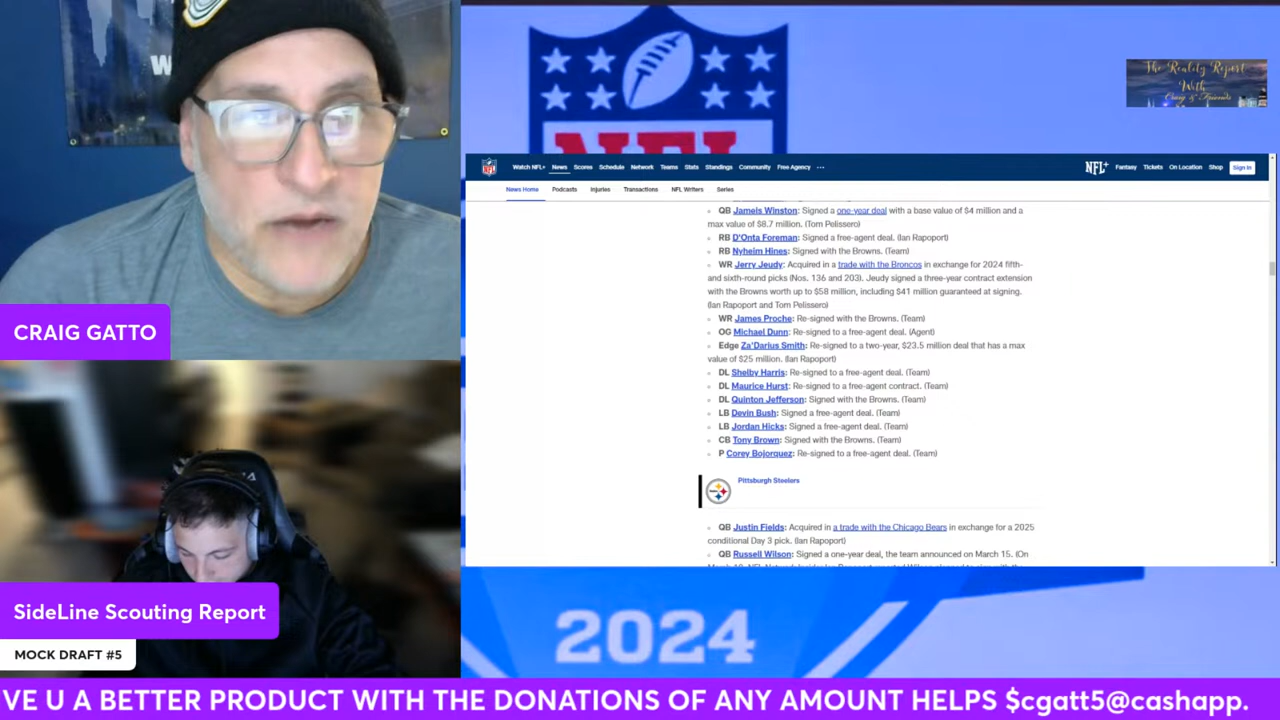 W
CRAIG GATTO
SideLine Scouting Report
MOCK DRAFT #5
The Reality Report
With
Craig & Friends
NFL
Watch NFL+ News Scores Schedule Network Teams Stats Standings Community Free Agency ••• NFL+ Fantasy Tickets On Location Shop Sign In
News Home Podcasts Injuries Transactions NFL Writers Series
QB Jameis Winston: Signed a one-year deal with a base value of $4 million and a
max value of $8.7 million. (Tom Pelissero)
RB D'Onta Foreman: Signed a free-agent deal. (Ian Rapoport)
RB Nyheim Hines: Signed with the Browns. (Team)
WR Jerry Jeudy: Acquired in a trade with the Broncos in exchange for 2024 fifth-
and sixth-round picks (Nos. 136 and 203). Jeudy signed a three-year contract extension
with the Browns worth up to $58 million, including $41 million guaranteed at signing.
(Ian Rapoport and Tom Pelissero)
WR James Proche: Re-signed with the Browns. (Team)
OG Michael Dunn: Re-signed to a free-agent deal. (Agent)
Edge Za'Darius Smith: Re-signed to a two-year, $23.5 million deal that has a max
value of $25 million. (Ian Rapoport)
DL Shelby Harris: Re-signed to a free-agent deal. (Team)
DL Maurice Hurst: Re-signed to a free-agent contract. (Team)
DL Quinton Jefferson: Signed with the Browns. (Team)
LB Devin Bush: Signed a free-agent deal. (Team)
LB Jordan Hicks: Signed a free-agent deal. (Team)
CB Tony Brown: Signed with the Browns. (Team)
P Corey Bojorquez: Re-signed to a free-agent deal. (Team)
Pittsburgh Steelers
QB Justin Fields: Acquired in a trade with the Chicago Bears in exchange for a 2025
conditional Day 3 pick. (Ian Rapoport)
QB Russell Wilson: Signed a one-year deal, the team announced on March 15. (On
2024
VE U A BETTER PRODUCT WITH THE DONATIONS OF ANY AMOUNT HELPS $cgatt5@cashapp.